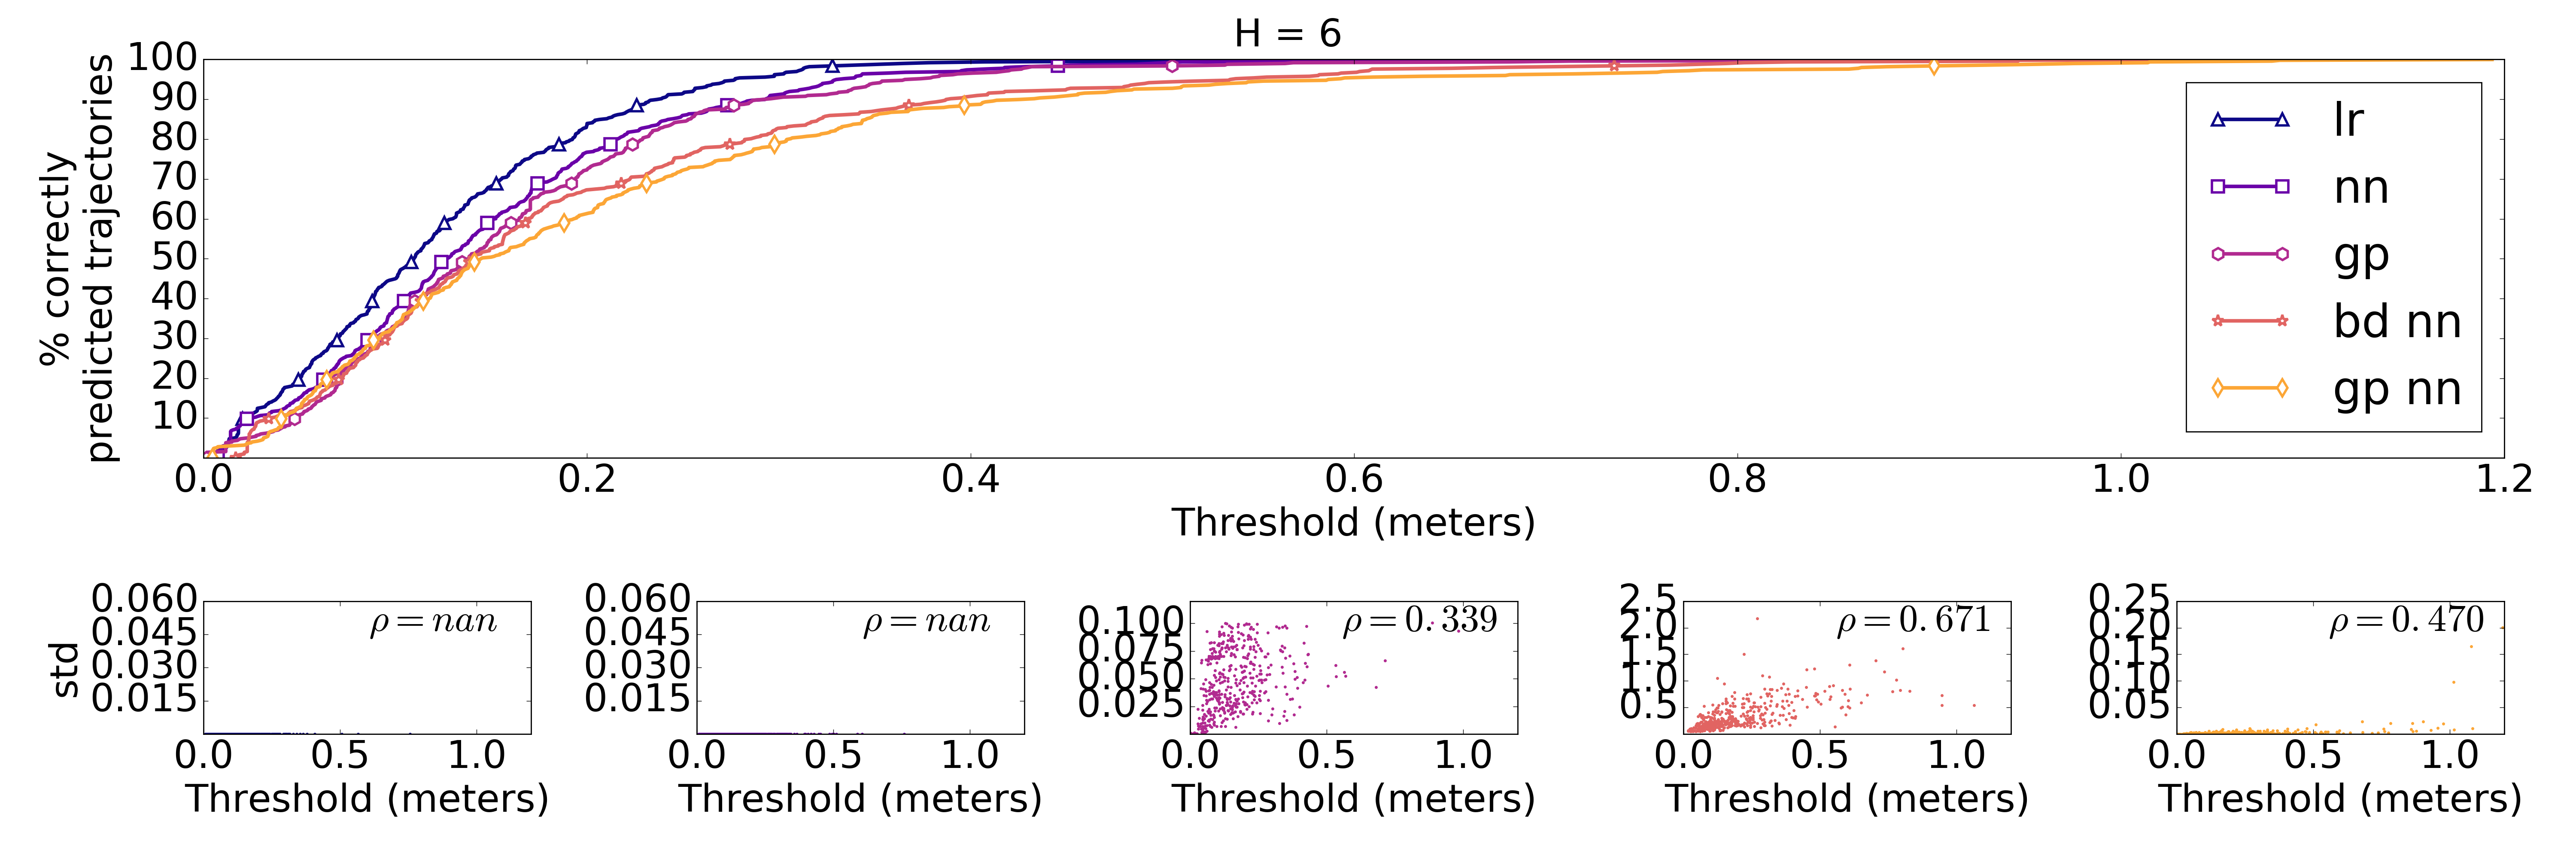 H = 6
% correctly
predicted trajectories
100
90
80
70
60
50
40
30
20
10
0.0 0.2 0.4 0.6 0.8 1.0 1.2
Threshold (meters)
lr
nn
gp
bd nn
gp nn
std
0.060
0.045
0.030
0.015
ρ = nan
0.0 0.5 1.0
Threshold (meters)
0.060
0.045
0.030
0.015
ρ = nan
0.0 0.5 1.0
Threshold (meters)
0.100
0.075
0.050
0.025
ρ = 0.339
0.0 0.5 1.0
Threshold (meters)
2.5
2.0
1.5
1.0
0.5
ρ = 0.671
0.0 0.5 1.0
Threshold (meters)
0.25
0.20
0.15
0.10
0.05
ρ = 0.470
0.0 0.5 1.0
Threshold (meters)